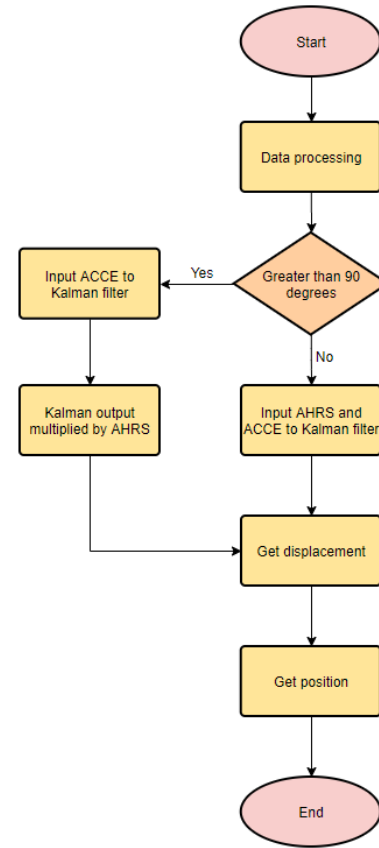 Start
Data processing
Greater than 90
degrees
Yes
Input ACCE to
Kalman filter
No
Kalman output
multiplied by AHRS
Input AHRS and
ACCE to Kalman filter
Get displacement
Get position
End